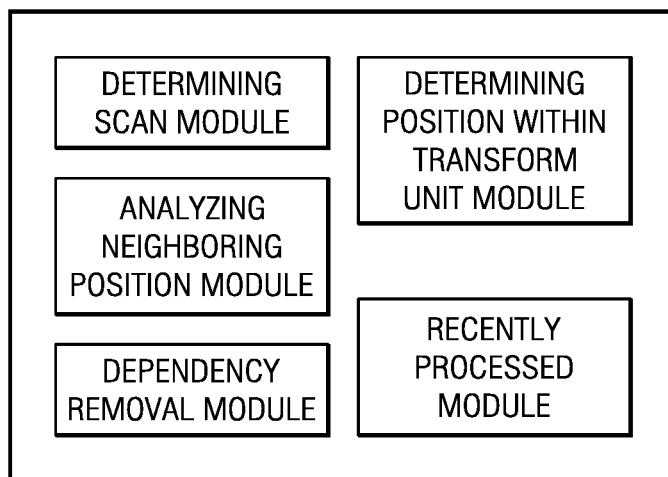 DETERMINING
SCAN MODULE
ANALYZING
NEIGHBORING
POSITION MODULE
DEPENDENCY
REMOVAL MODULE
DETERMINING
POSITION WITHIN
TRANSFORM
UNIT MODULE
RECENTLY
PROCESSED
MODULE